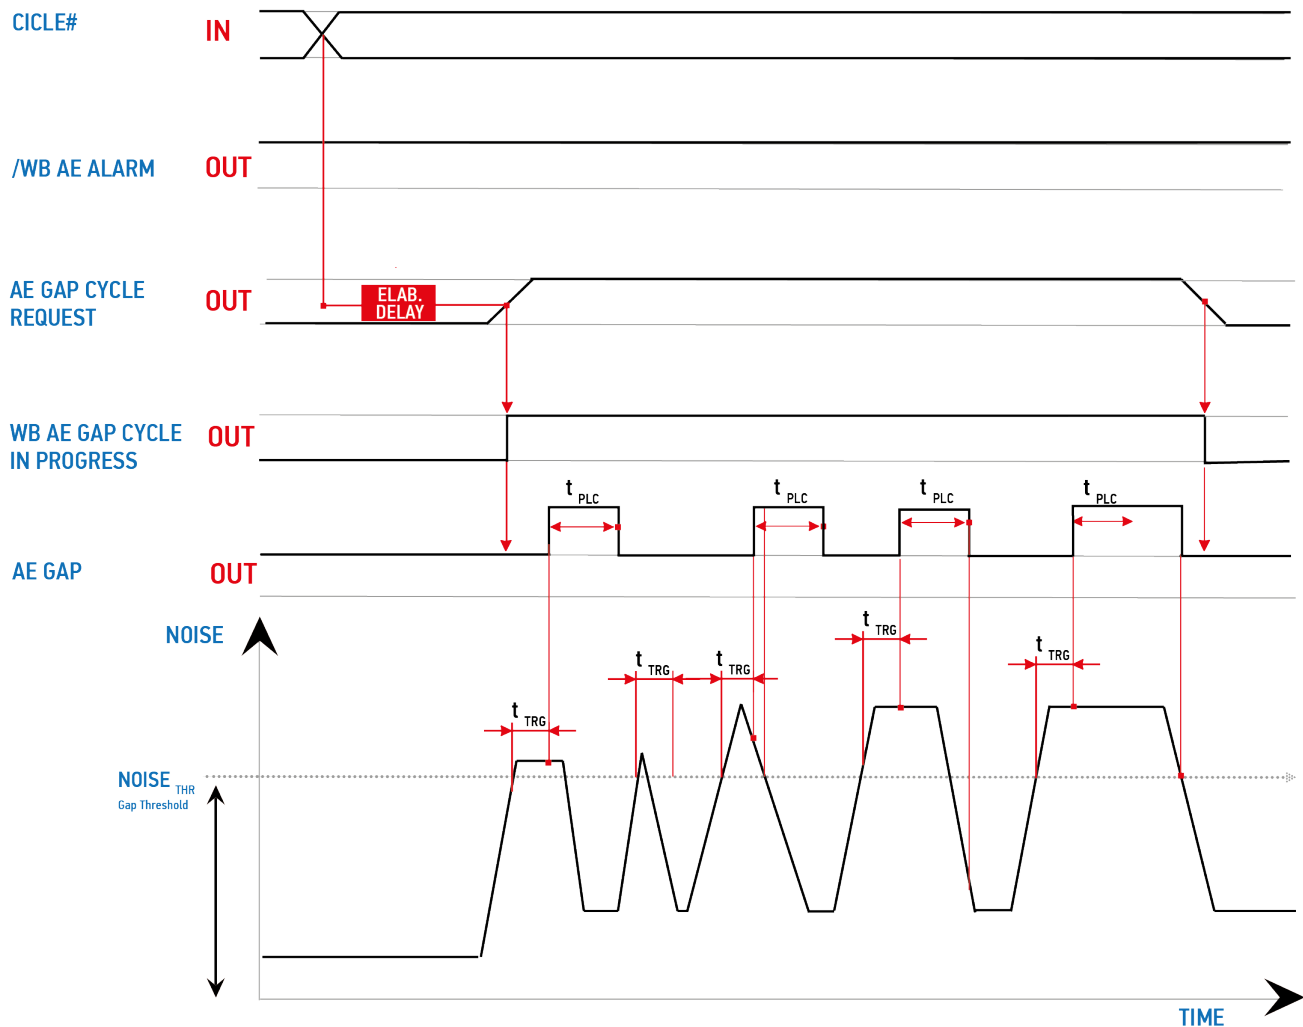 CICLE#
IN
/WB AE ALARM
OUT
AE GAP CYCLE
REQUEST
OUT
ELAB.
DELAY
WB AE GAP CYCLE
IN PROGRESS
OUT
t PLC
t PLC
t PLC
t PLC
AE GAP
OUT
NOISE
t TRG
t TRG
t TRG
t TRG
t TRG
NOISE THR
Gap Threshold
TIME